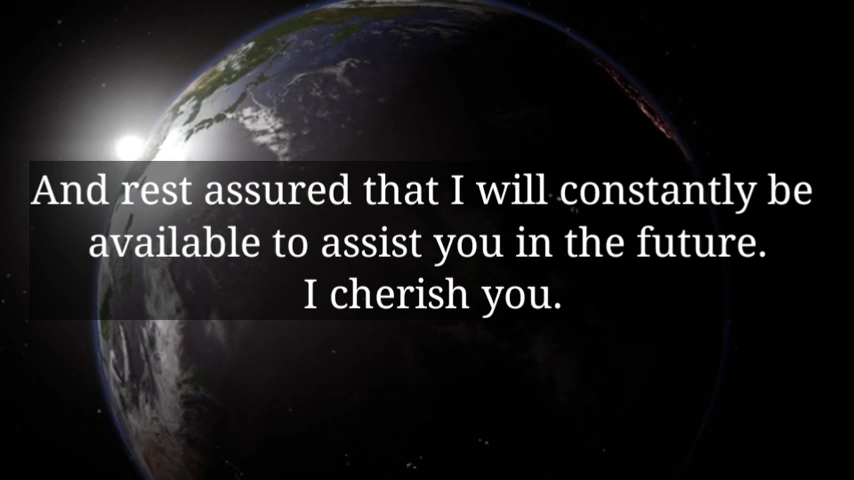 And rest assured that I will constantly be
available to assist you in the future.
I cherish you.